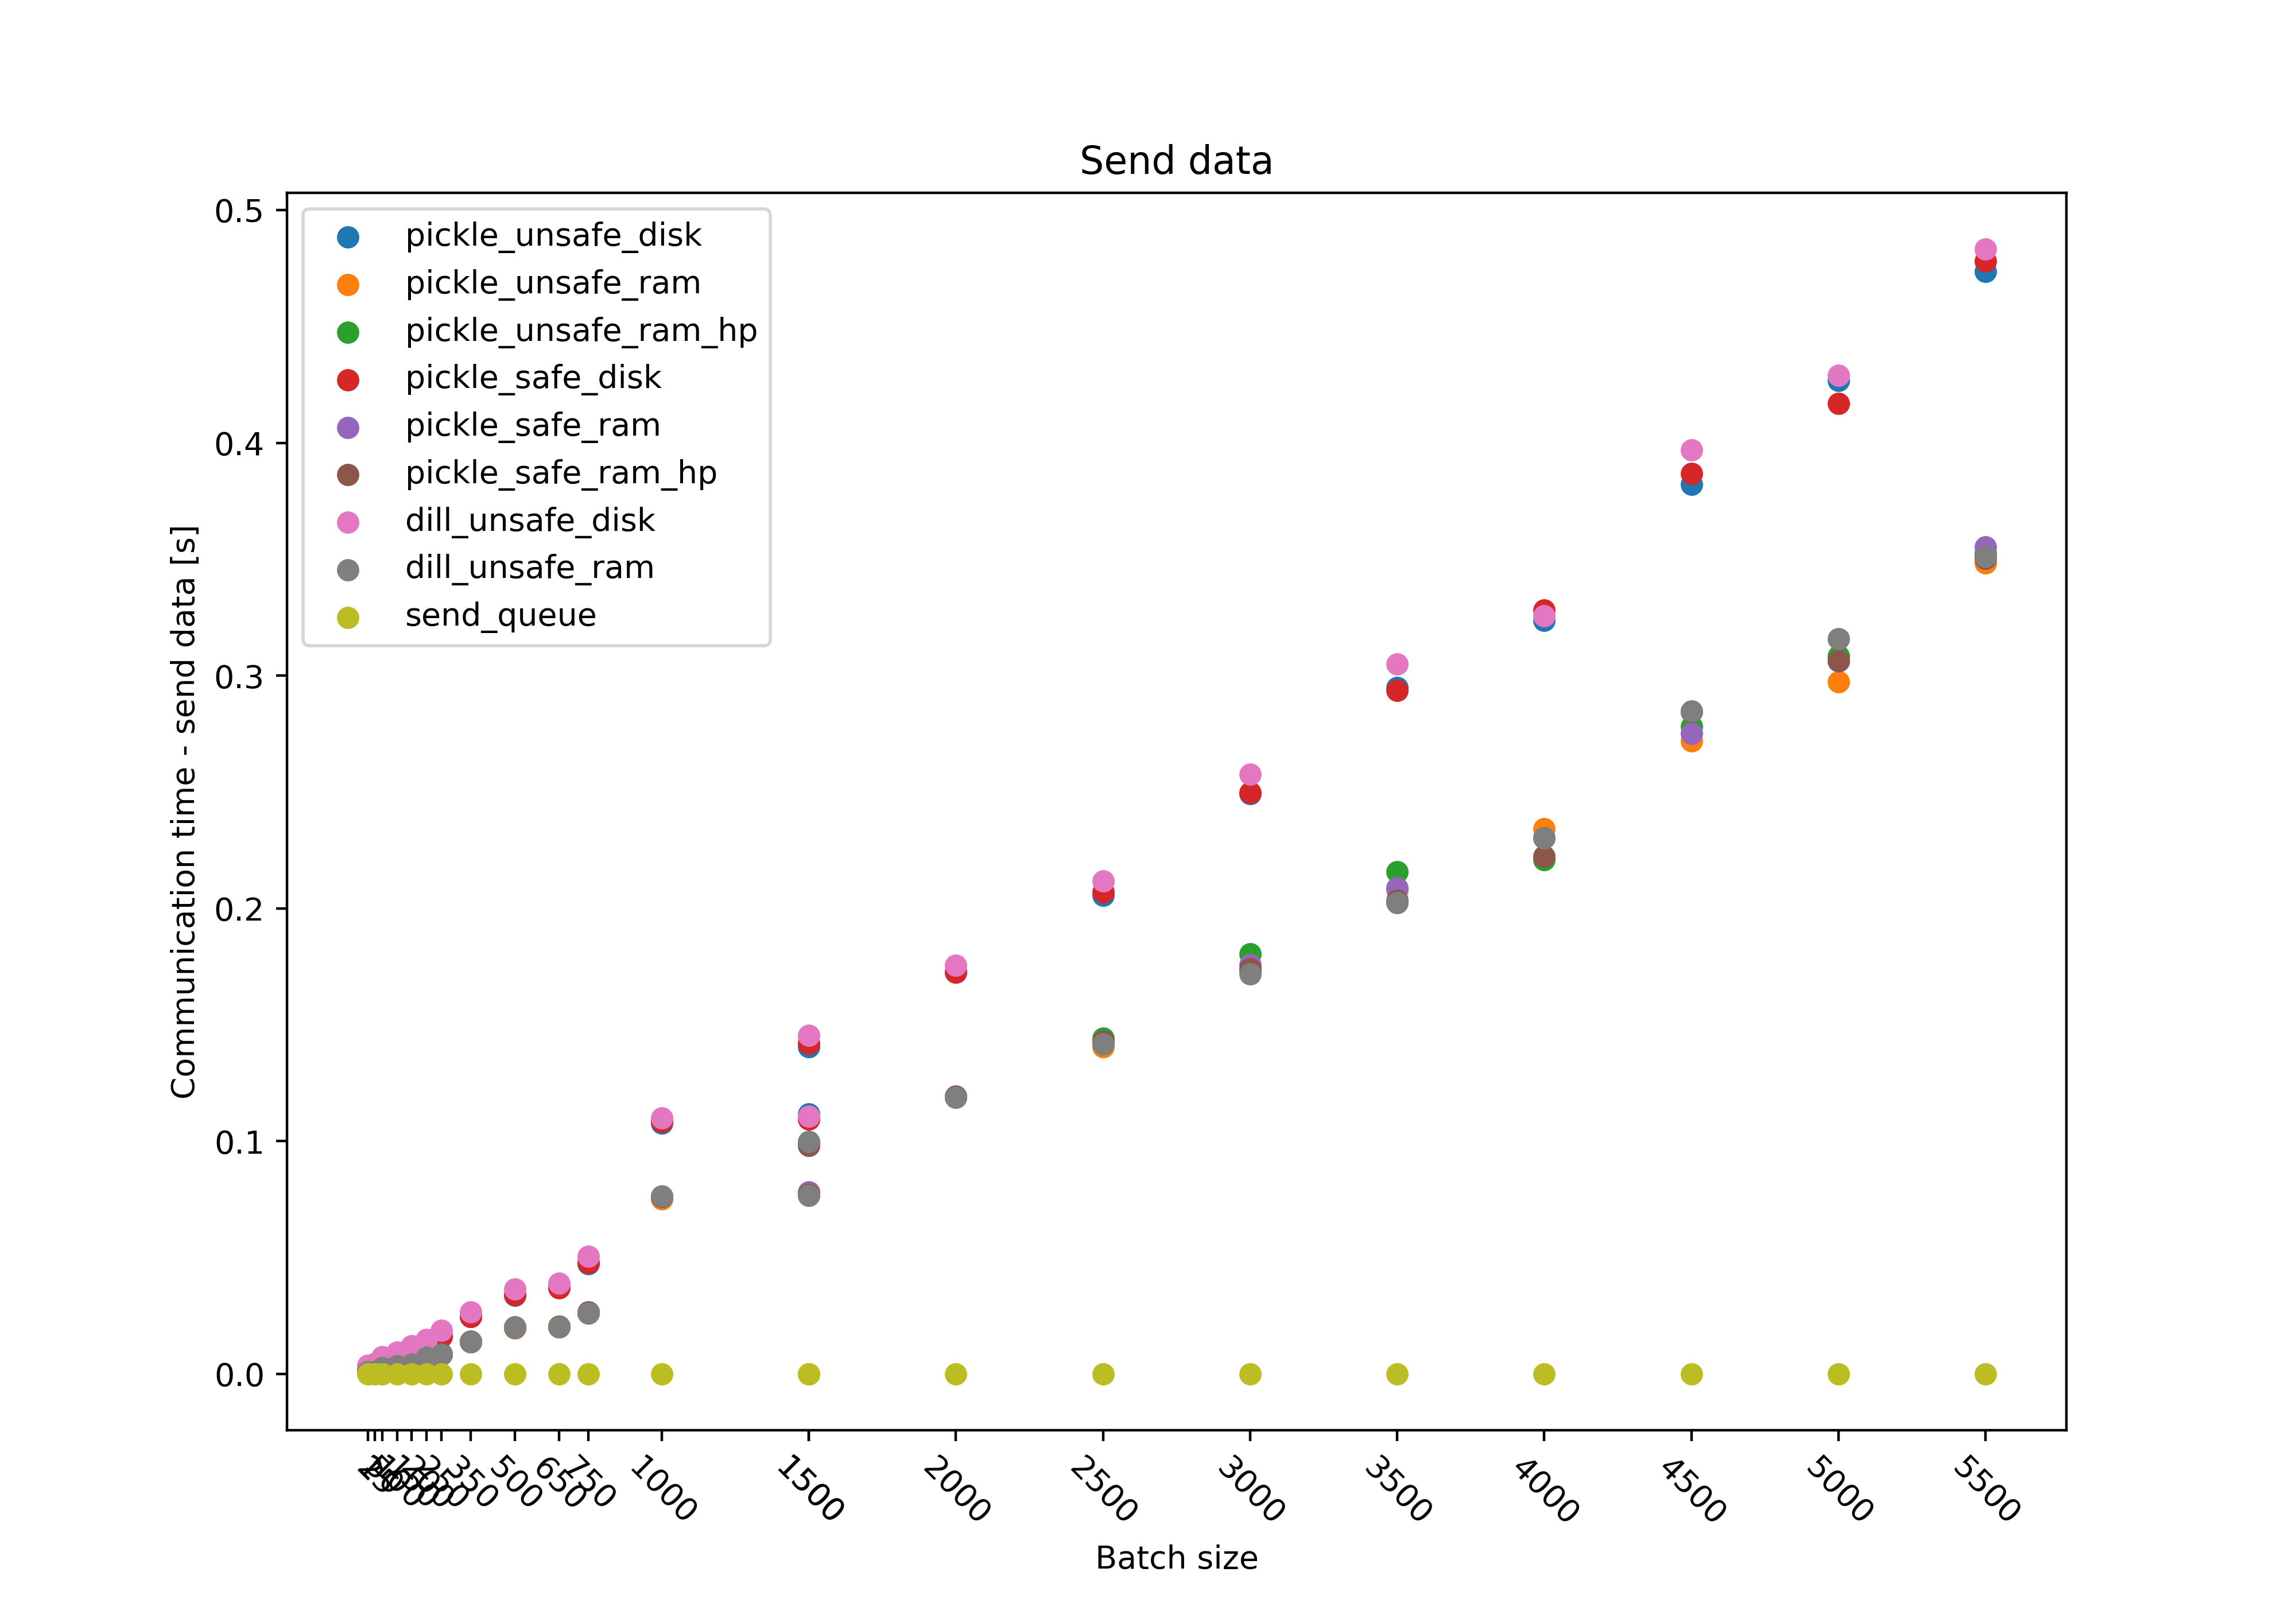 Send data
0.5
0.4
0.3
0.2
0.1
0.0
Communication time - send data [s]
pickle_unsafe_disk
pickle_unsafe_ram
pickle_unsafe_ram_hp
pickle_safe_disk
pickle_safe_ram
pickle_safe_ram_hp
dill_unsafe_disk
dill_unsafe_ram
send_queue
350
500
650
750
1000
1500
2000
2500
3000
3500
4000
4500
5000
5500
Batch size